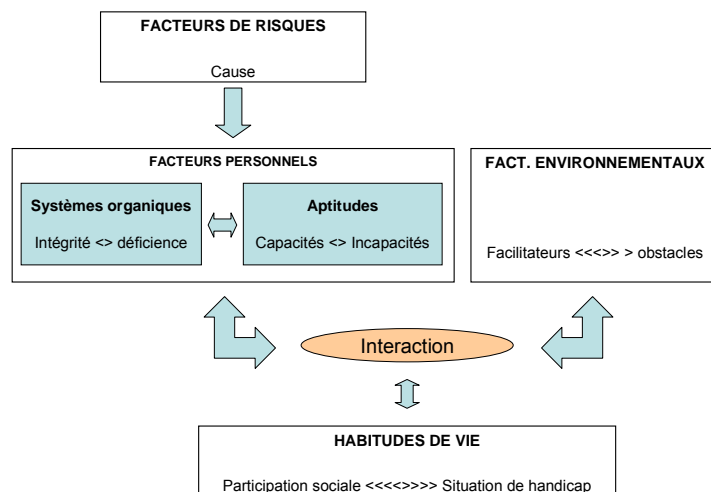 FACTEURS DE RISQUES
Cause
FACTEURS PERSONNELS
Systèmes organiques
Intégrité <> déficience
Aptitudes
Capacités <> Incapacités
FACT. ENVIRONNEMENTAUX
Facilitateurs <<<>> > obstacles
Interaction
HABITUDES DE VIE
Participation sociale <<<<>>>> Situation de handicap